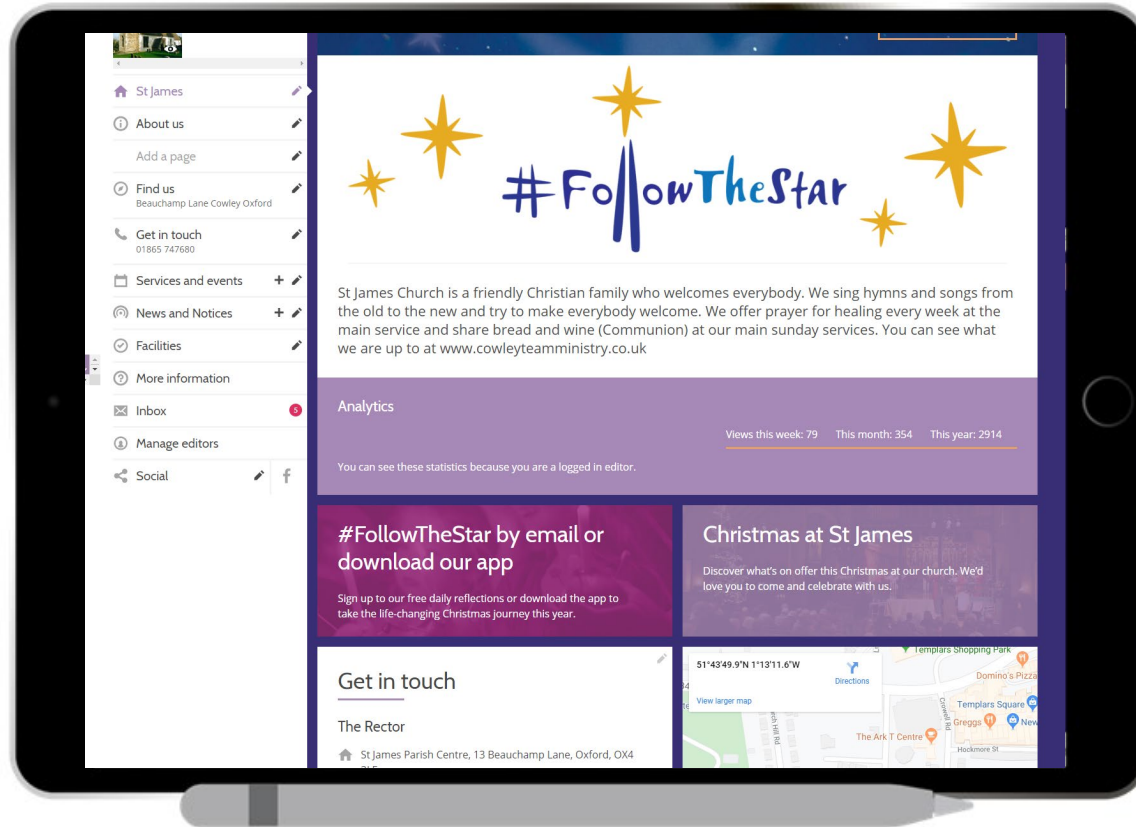 St James
About us
Add a page
Find us
Beauchamp Lane Cowley Oxford
Get in touch
01865 747680
Services and events
News and Notices
Facilities
More information
Inbox
5
Manage editors
Social
#FollowTheStar
St James Church is a friendly Christian family who welcomes everybody. We sing hymns and songs from
the old to the new and try to make everybody welcome. We offer prayer for healing every week at the
main service and share bread and wine (Communion) at our main sunday services. You can see what
we are up to at www.cowleyteamministry.co.uk
Analytics
Views this week: 79 This month: 354 This year: 2914
You can see these statistics because you are a logged in editor.
#FollowTheStar by email or
download our app
Sign up to our free daily reflections or download the app to
take the life-changing Christmas journey this year.
Christmas at St James
Discover what's on offer this Christmas at our church. We'd
love you to come and celebrate with us.
Get in touch
The Rector
St James Parish Centre, 13 Beauchamp Lane, Oxford, OX4
51°43'49.9"N 1°13'11.6"W
Directions
View larger map
Templars Shopping Park
Domino's Pizza
Templars Square
Crowell Rd
Greggs
New
The Ark T Centre
Hockmore St
rch Hill Rd